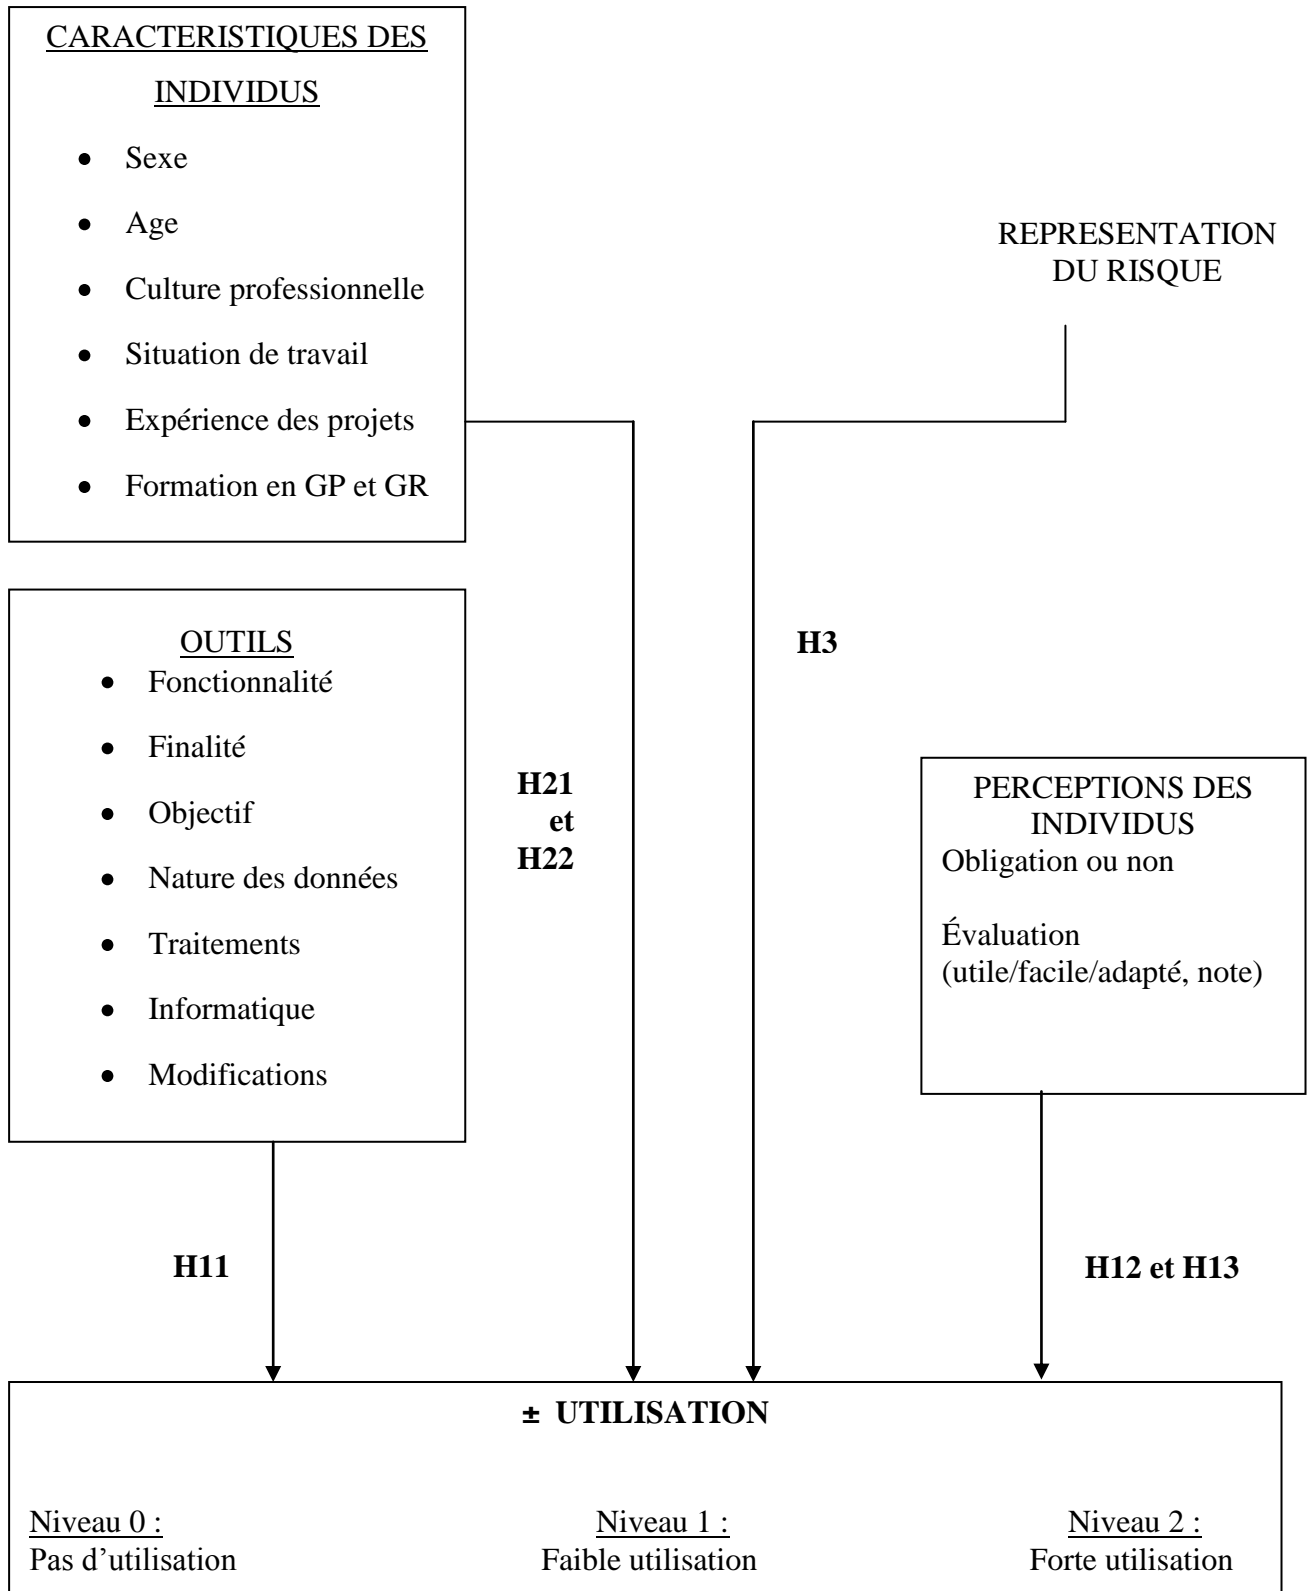 CARACTERISTIQUES DES
INDIVIDUS
• Sexe
• Age
• Culture professionnelle
• Situation de travail
• Expérience des projets
• Formation en GP et GR
REPRESENTATION
DU RISQUE
OUTILS
• Fonctionnalité
• Finalité
• Objectif
• Nature des données
• Traitements
• Informatique
• Modifications
H21
et
H22
H3
PERCEPTIONS DES
INDIVIDUS
Obligation ou non
Évaluation
(utile/facile/adapté, note)
H11
H12 et H13
± UTILISATION
Niveau 0 :
Pas d’utilisation
Niveau 1 :
Faible utilisation
Niveau 2 :
Forte utilisation